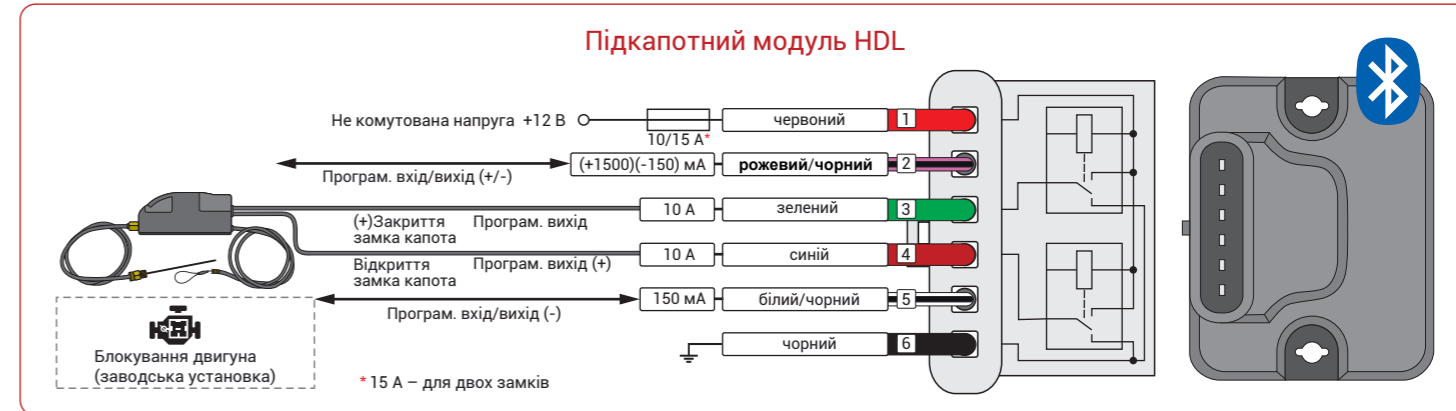 Підкапотний модуль HDL
Не комутована напруга +12 В
10/15 А*
червоний
1
(+1500)(-150) мА
рожевий/чорний
2
Програм. вхід/вихід (+/-)
10 А
зелений
3
(+)Закриття
замка капота
Програм. вихід
10 А
синій
4
Відкриття
замка капота
Програм. вихід (+)
150 мА
білий/чорний
5
Програм. вхід/вихід (-)
чорний
6
Блокування двигуна
(заводська установка)
* 15 А – для двох замків